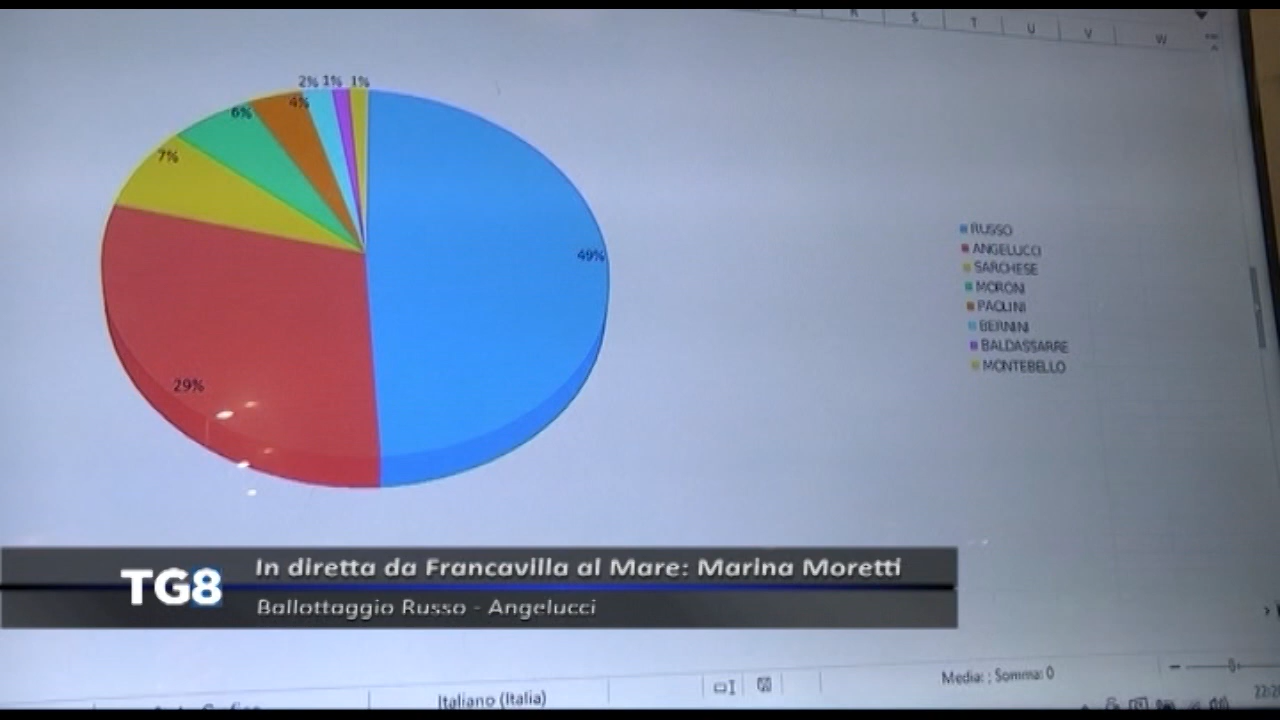 R S T U V W
2% 1% 1%
4%
6%
7%
49%
29%
RUSSO
ANGELUCCI
SARCHESE
MORONI
PAOLINI
BERNINI
BALDASSARRE
MONTEBELLO
TG8
In diretta da Francavilla al Mare: Marina Moretti
Ballottaggio Russo - Angelucci
Italiano (Italia)
Media: ; Somma: 0